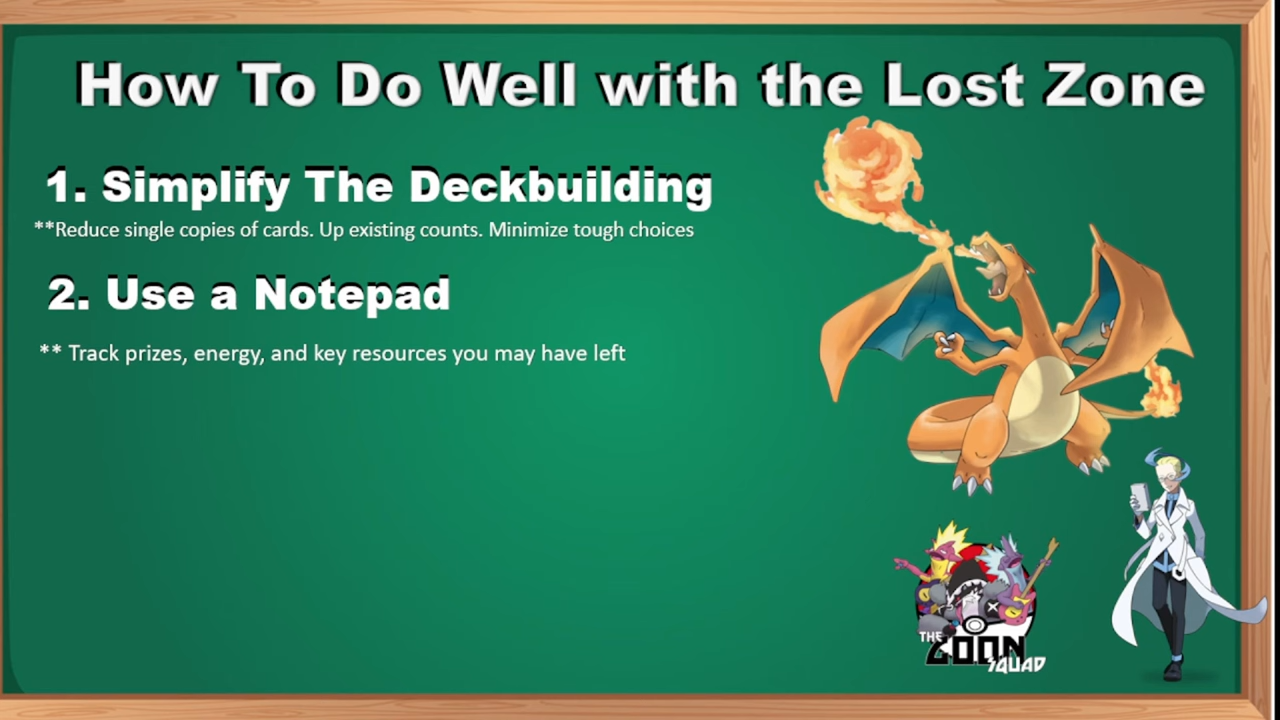 How To Do Well with the Lost Zone
1. Simplify The Deckbuilding
**Reduce single copies of cards. Up existing counts. Minimize tough choices
2. Use a Notepad
** Track prizes, energy, and key resources you may have left
THE
GOON
SQUAD